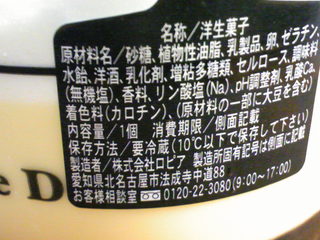 名称/洋生菓子
原材料名/砂糖、植物性油脂、乳製品、卵、ゼラチン、
水飴、洋酒、乳化剤、増粘多糖類、セルロース、調味料
(無機塩)、香料、リン酸塩(Na)、pH調整剤、乳酸Ca、
着色料(カロチン)、(原材料の一部に大豆を含む)
内容量/1個 消費期限/側面記載
保存方法/要冷蔵(10℃以下で保存して下さい)
製造者/株式会社ロピア 製造所固有記号は側面に記載
愛知県北名古屋市法成寺中道88
お客様相談室 0120-22-3080(9:00~17:00)
e D